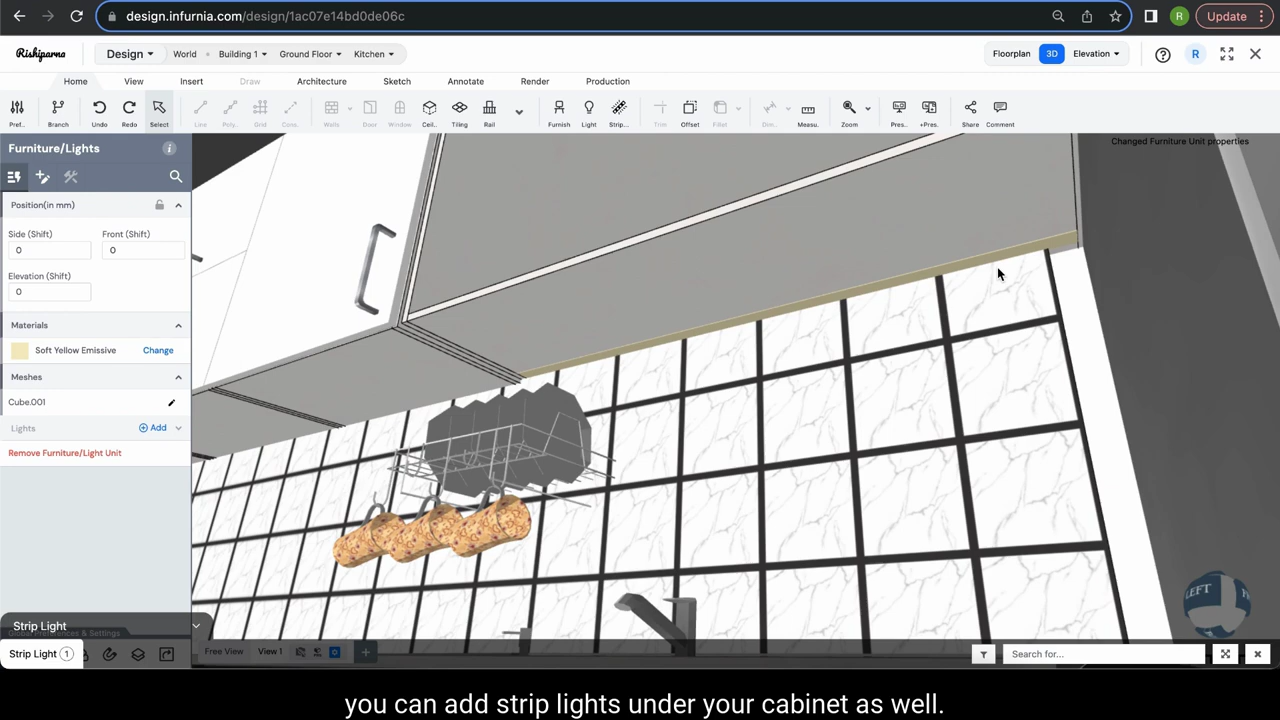 design.infurnia.com/design/1ac07e14bd0de06c
R
Update
Rishiparna
Design
World
Building 1
Ground Floor
Kitchen
Floorplan
3D
Elevation
R
Home
View
Insert
Draw
Architecture
Sketch
Annotate
Render
Production
Pref...
Branch
Undo
Redo
Select
Line
Poly...
Grid
Cons...
Walls
Door
Window
Ceil...
Tiling
Rail
Furnish
Light
Strip...
Trim
Offset
Fillet
Dim...
Measu..
Zoom
Pres...
+Pres.
Share
Comment
Furniture/Lights
Changed Furniture Unit properties
Position(in mm)
Side (Shift)
Front (Shift)
0
0
Elevation (Shift)
0
Materials
Soft Yellow Emissive
Change
Meshes
Cube.001
Lights
Add
Remove Furniture/Light Unit
LEFT
Strip Light
Global Preferences & Settings
Strip Light 1
Free View
View 1
Search for...
you can add strip lights under your cabinet as well.